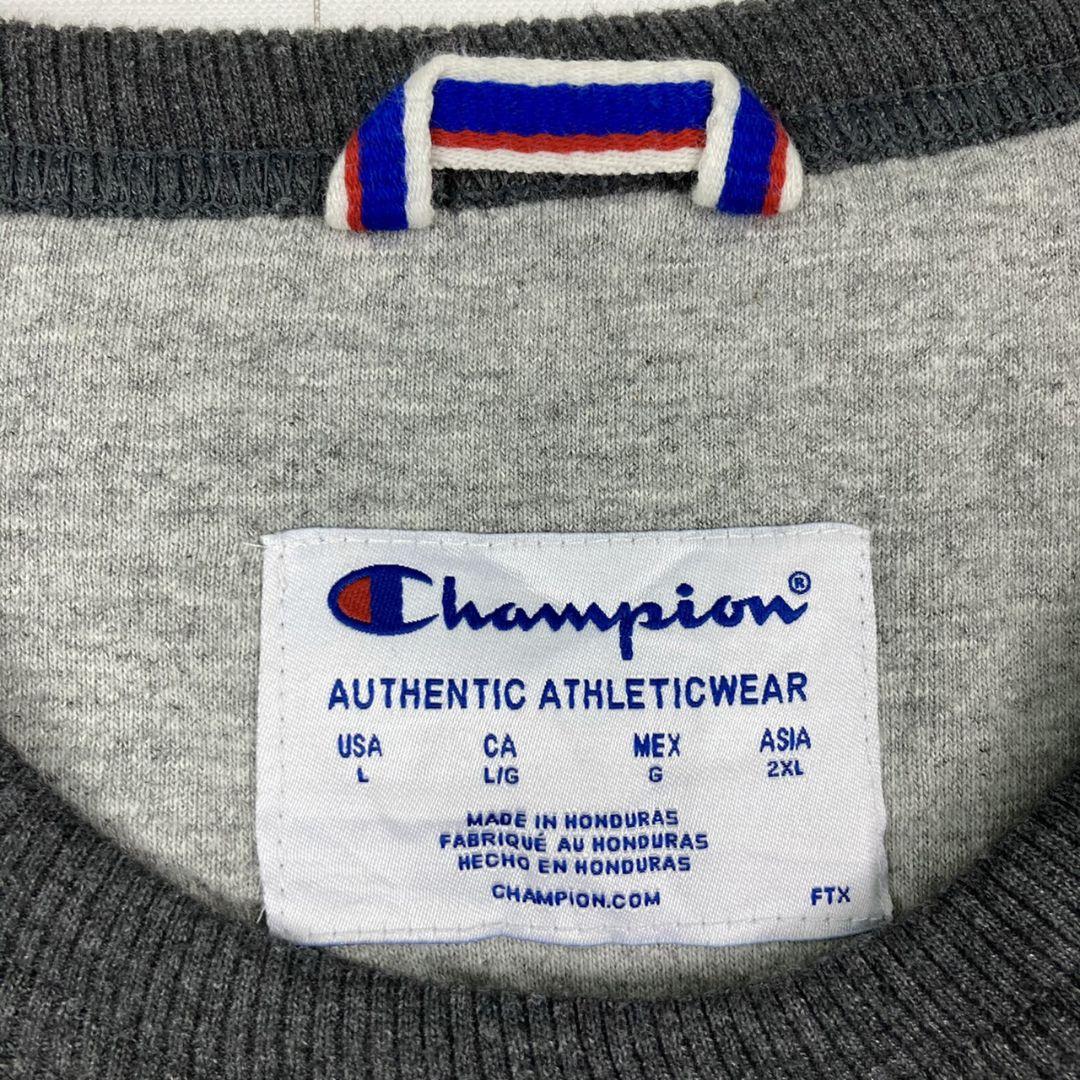 Champion®
AUTHENTIC ATHLETICWEAR
USA CA MEX ASIA
L L/G G 2XL
MADE IN HONDURAS
FABRIQUÉ AU HONDURAS
HECHO EN HONDURAS
CHAMPION.COM
FTX